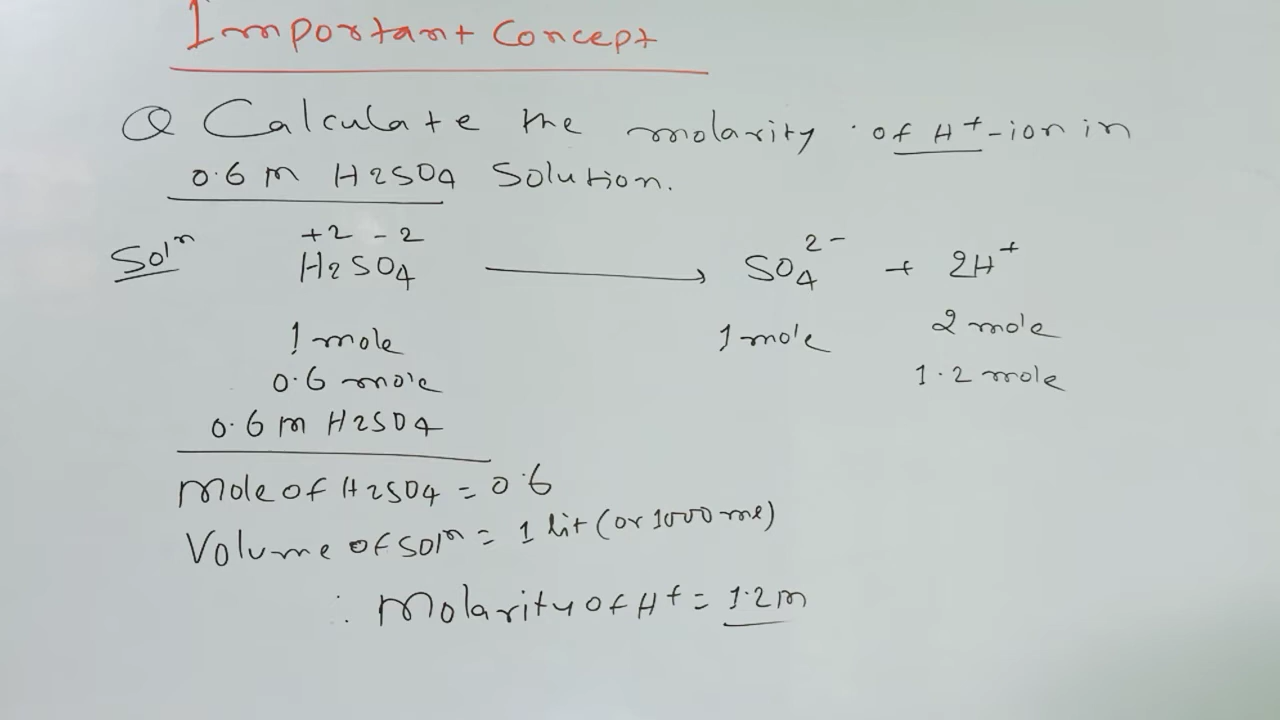 Important Concept
Q Calculate the molarity of H+-ion in
0.6 m H2SO4 Solution.
Solⁿ +2 -2
H2SO4 ⟶ SO4²⁻ + 2H⁺
1 mole 1 mole 2 mole
0.6 mole 1.2 mole
0.6 m H2SO4
Mole of H2SO4 = 0.6
Volume of Solⁿ = 1 lit (or 1000 ml)
∴ Molarity of H⁺ = 1.2 m